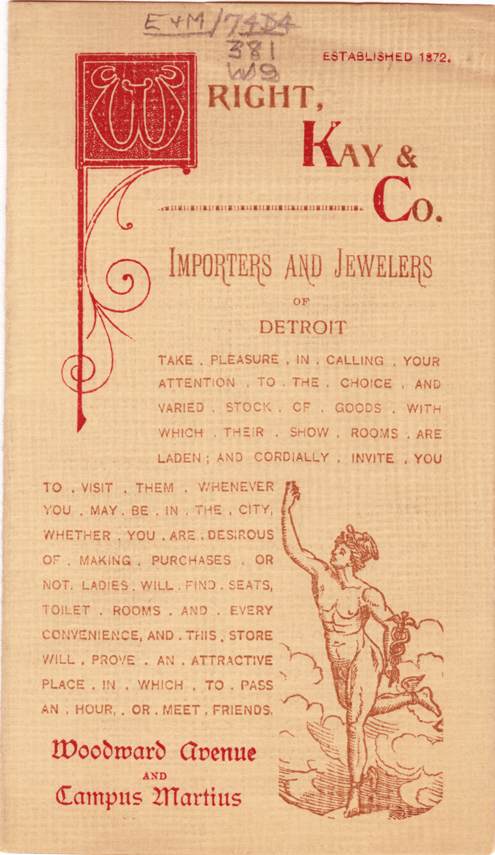 E&M/74D4
381
W9
ESTABLISHED 1872.
WRIGHT,
KAY &
CO.
IMPORTERS AND JEWELERS
OF
DETROIT
TAKE . PLEASURE . IN . CALLING . YOUR
ATTENTION . TO . THE . CHOICE . AND
VARIED . STOCK . OF . GOODS . WITH
WHICH . THEIR . SHOW . ROOMS . ARE
LADEN ; AND CORDIALLY . INVITE . YOU
TO . VISIT . THEM . WHENEVER
YOU . MAY . BE . IN . THE . CITY,
WHETHER . YOU . ARE . DESIROUS
OF . MAKING . PURCHASES . OR
NOT. LADIES . WILL . FIND . SEATS,
TOILET . ROOMS . AND . EVERY
CONVENIENCE, AND . THIS . STORE
WILL . PROVE . AN . ATTRACTIVE
PLACE . IN . WHICH . TO . PASS
AN . HOUR, . OR . MEET . FRIENDS.
Woodward Avenue
AND
Campus Martius